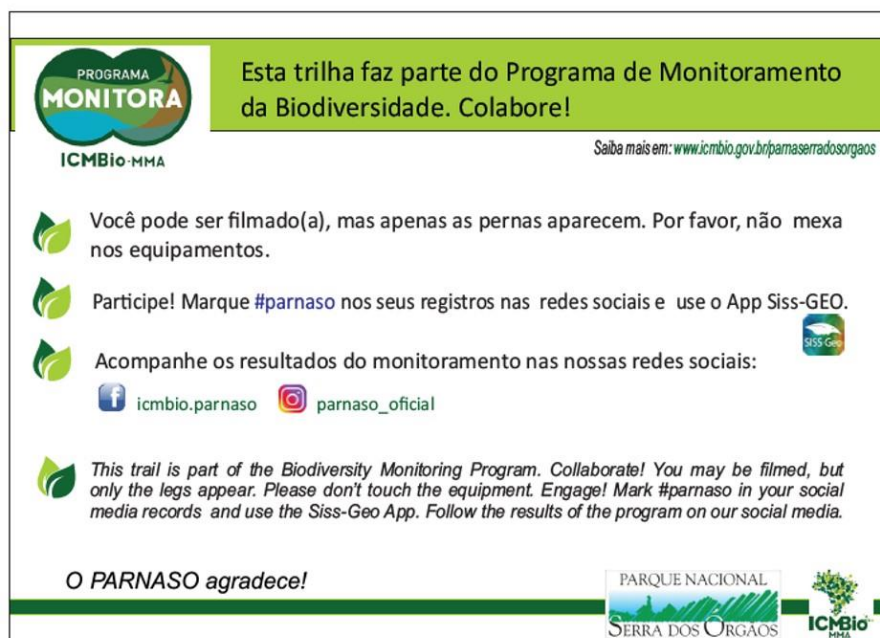 PROGRAMA
MONITORA
ICMBio-MMA
Esta trilha faz parte do Programa de Monitoramento
da Biodiversidade. Colabore!
Saiba mais em: www.icmbio.gov.br/parnaserradosorgaos
Você pode ser filmado(a), mas apenas as pernas aparecem. Por favor, não mexa
nos equipamentos.
Participe! Marque #parnaso nos seus registros nas redes sociais e use o App Siss-GEO.
SISS-Geo
Acompanhe os resultados do monitoramento nas nossas redes sociais:
icmbio.parnaso parnaso_oficial
This trail is part of the Biodiversity Monitoring Program. Collaborate! You may be filmed, but
only the legs appear. Please don't touch the equipment. Engage! Mark #parnaso in your social
media records and use the Siss-Geo App. Follow the results of the program on our social media.
O PARNASO agradece!
PARQUE NACIONAL
SERRA DOS ÓRGÃOS
ICMBio
MMA